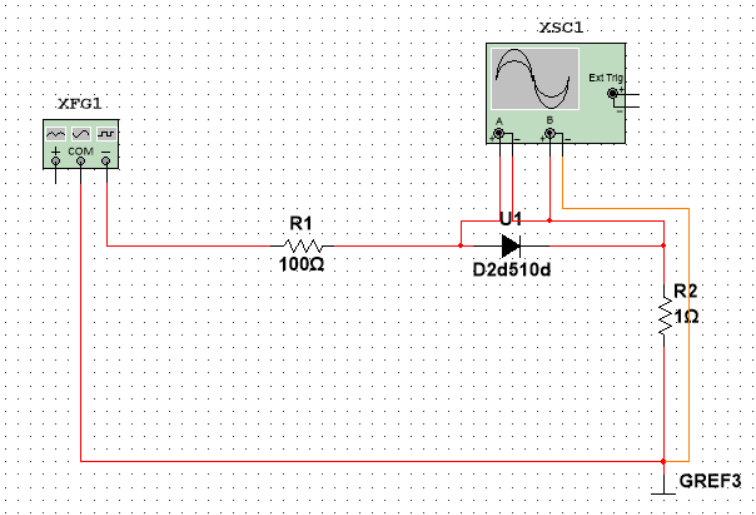 XSC1
Ext Trig
+
−
A
B
+ − + −
XFG1
+ COM −
R1
100Ω
U1
D2d510d
R2
1Ω
GREF3